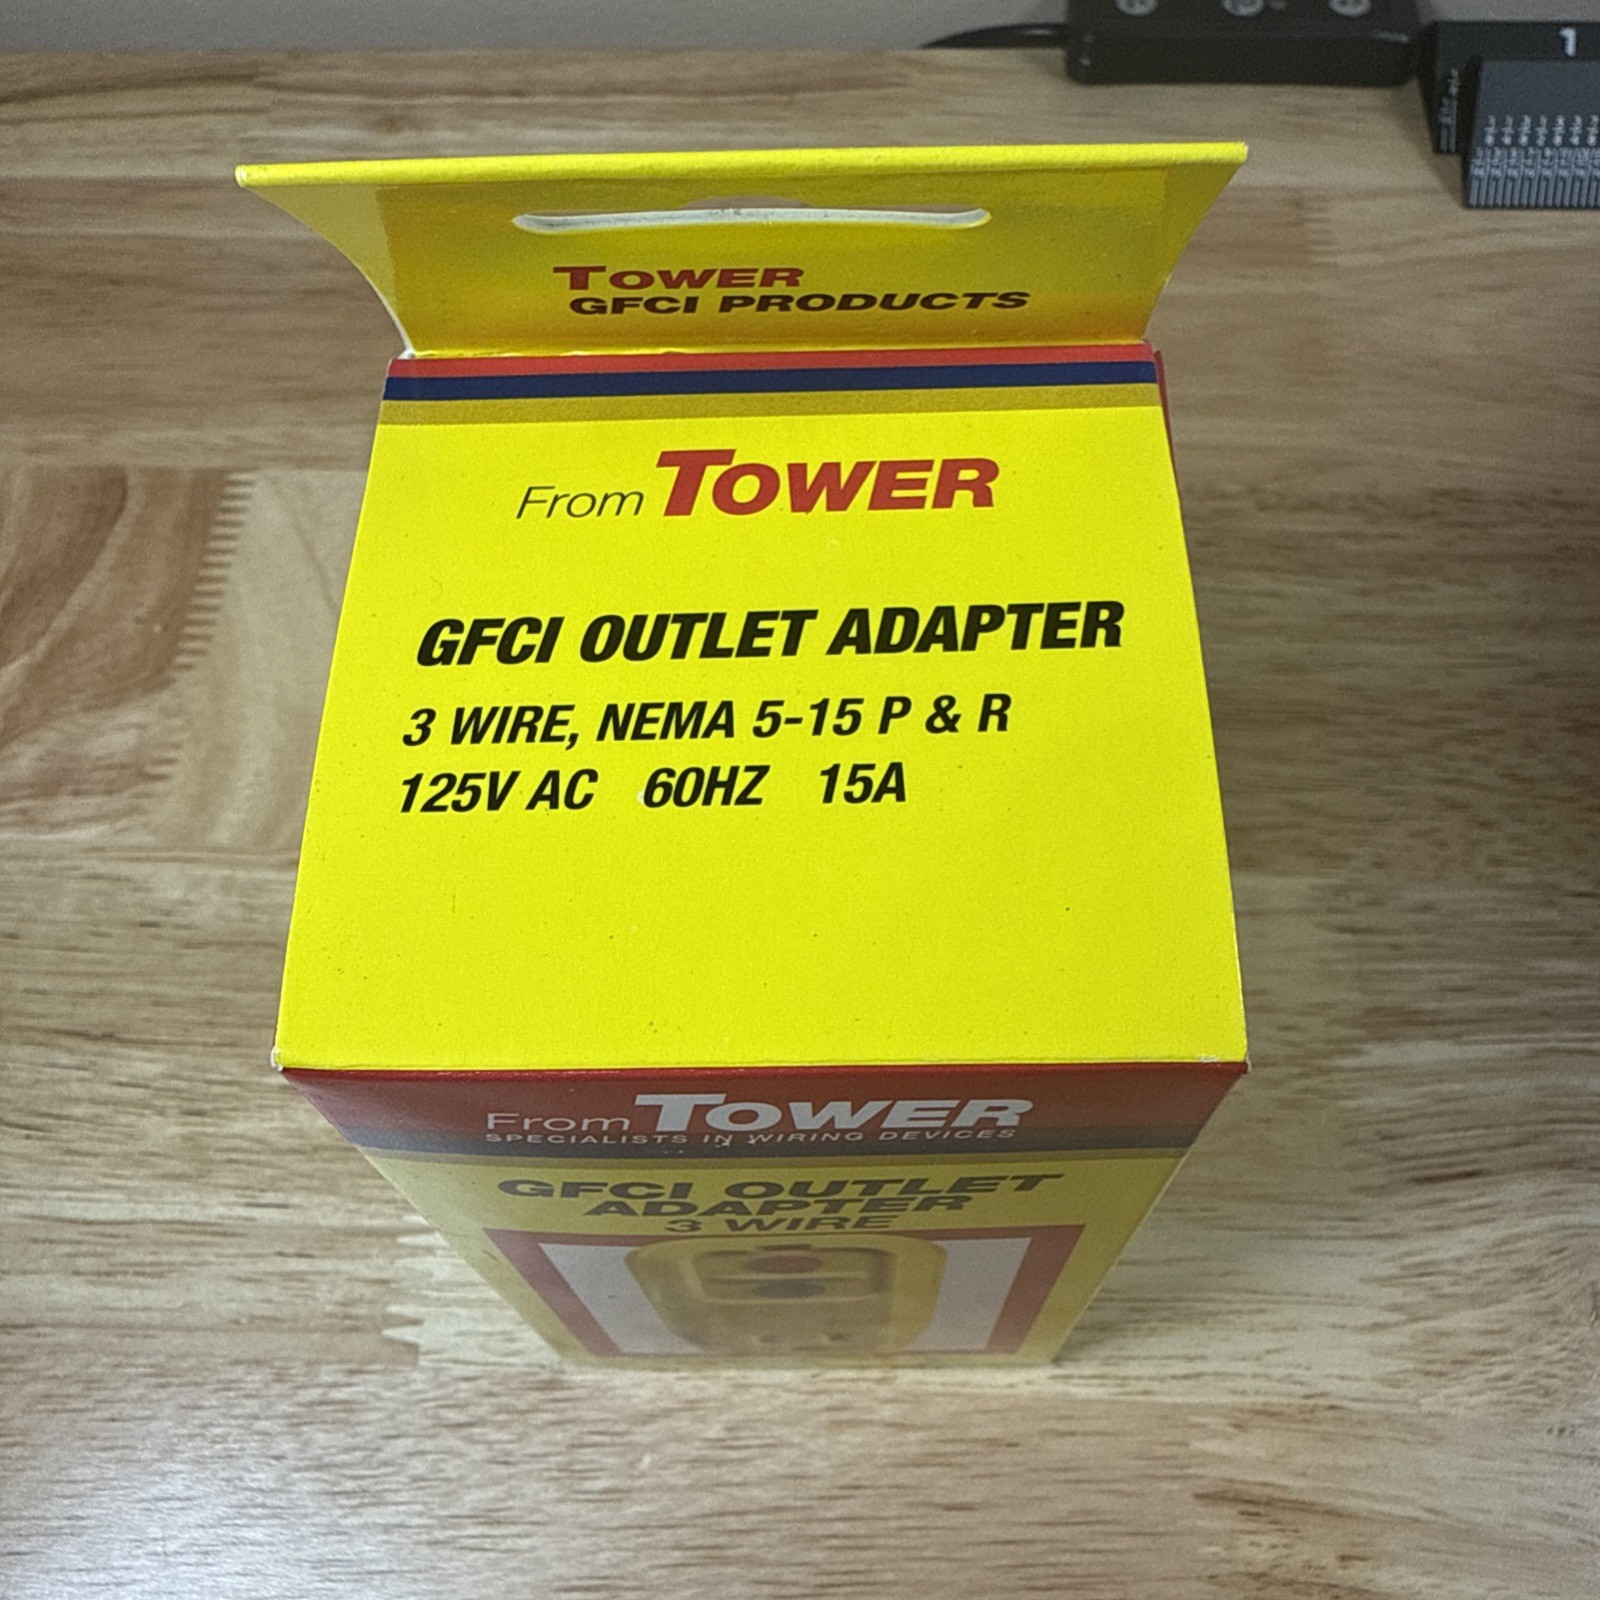 TOWER
GFCI PRODUCTS
From TOWER
GFCI OUTLET ADAPTER
3 WIRE, NEMA 5-15 P & R
125V AC 60HZ 15A
From TOWER
SPECIALISTS IN WIRING DEVICES
GFCI OUTLET
ADAPTER
3 WIRE
1